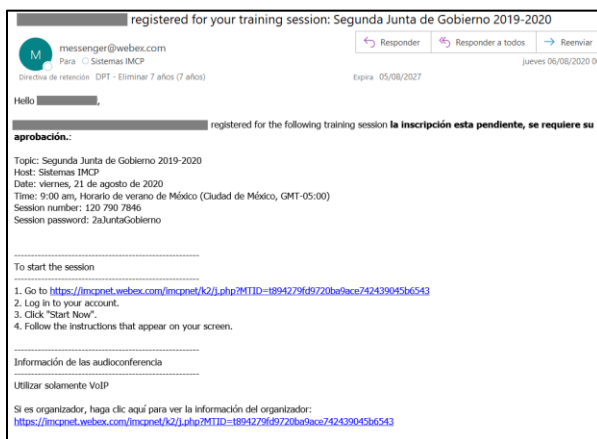 registered for your training session: Segunda Junta de Gobierno 2019-2020
M
messenger@webex.com
Para Sistemas IMCP
Responder
Responder a todos
Reenviar
jueves 06/08/2020 0
Directiva de retención DPT - Eliminar 7 años (7 años)
Expira 05/08/2027
Hello ,
registered for the following training session la inscripción esta pendiente, se requiere su
aprobación.:
Topic: Segunda Junta de Gobierno 2019-2020
Host: Sistemas IMCP
Date: viernes, 21 de agosto de 2020
Time: 9:00 am, Horario de verano de México (Ciudad de México, GMT-05:00)
Session number: 120 790 7846
Session password: 2aJuntaGobierno
-------------------------------------------------------
To start the session
-------------------------------------------------------
1. Go to https://imcpnet.webex.com/imcpnet/k2/j.php?MTID=t894279fd9720ba9ace742439045b6543
2. Log in to your account.
3. Click "Start Now".
4. Follow the instructions that appear on your screen.
-------------------------------------------------------
Información de las audioconferencia
-------------------------------------------------------
Utilizar solamente VoIP
Si es organizador, haga clic aquí para ver la información del organizador:
https://imcpnet.webex.com/imcpnet/k2/j.php?MTID=t894279fd9720ba9ace742439045b6543